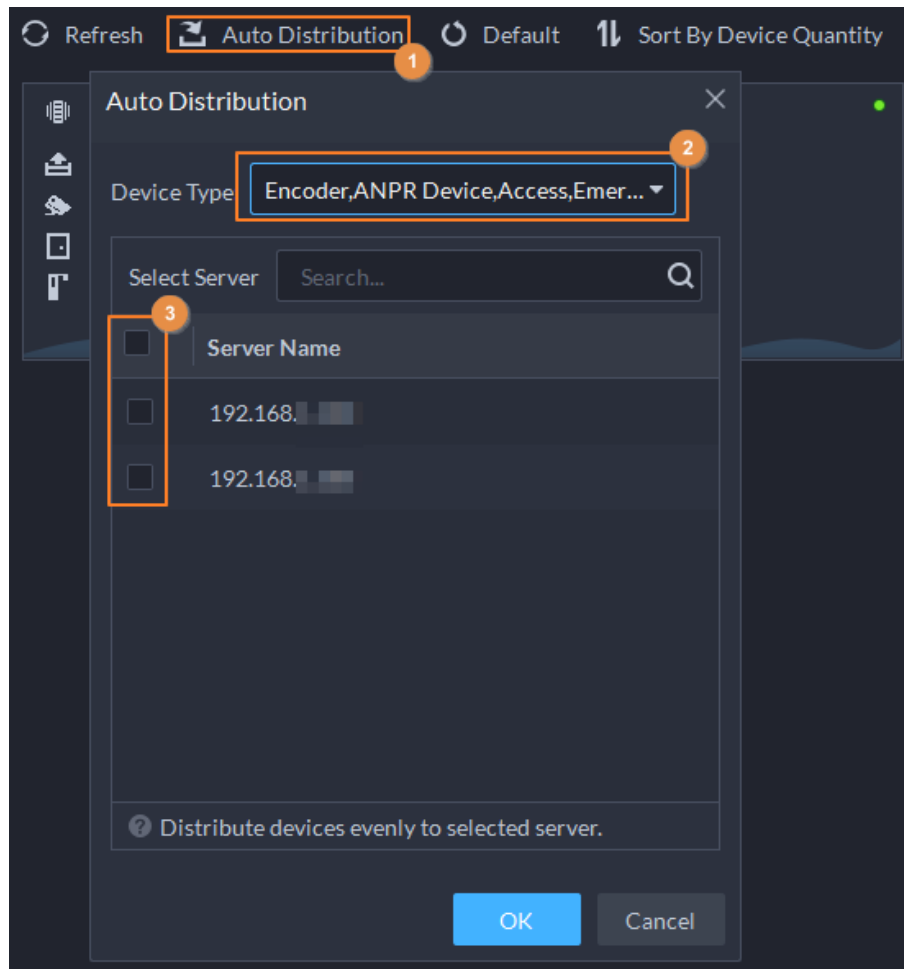 Refresh Auto Distribution Default Sort By Device Quantity
1
Auto Distribution
2
Device Type Encoder,ANPR Device,Access,Emer...
Select Server Search...
3
Server Name
192.168.
192.168.
Distribute devices evenly to selected server.
OK Cancel